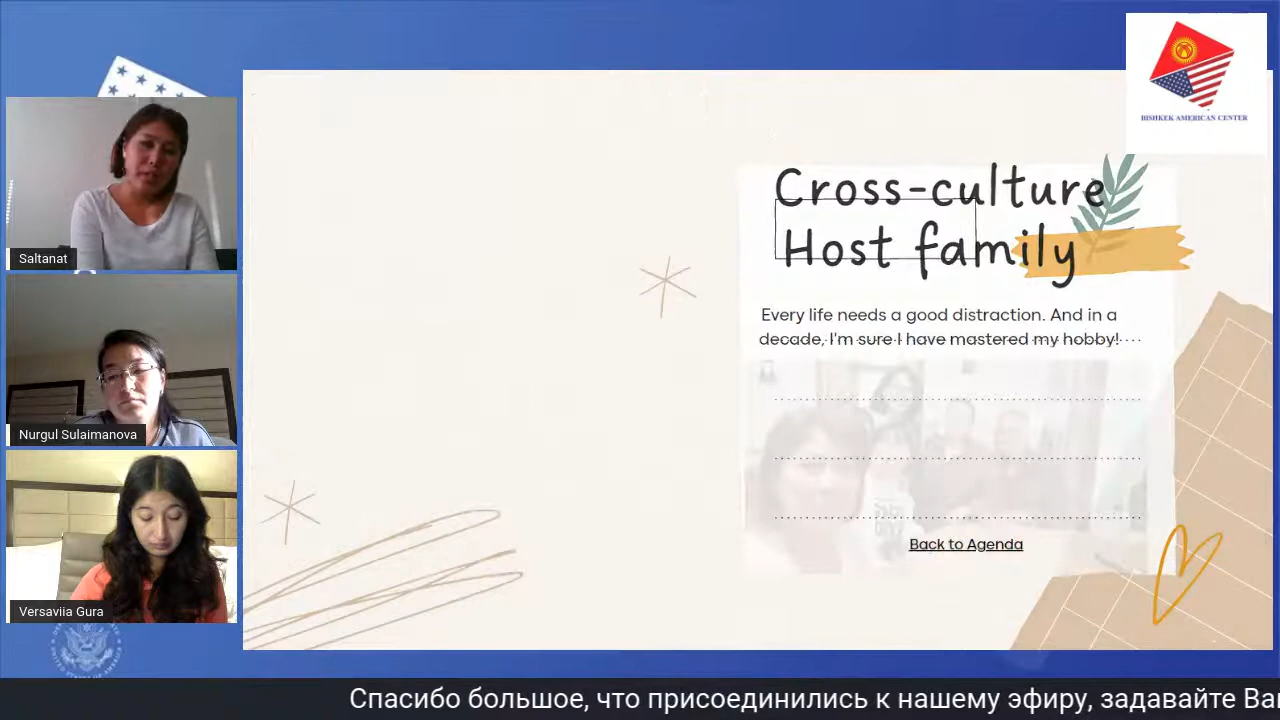 BISHKEK AMERICAN CENTER
Saltanat
Nurgul Sulaimanova
Versaviia Gura
Cross-culture
Host family
Every life needs a good distraction. And in a
decade, I'm sure I have mastered my hobby!
Back to Agenda
Спасибо большое, что присоединились к нашему эфиру, задавайте Ва